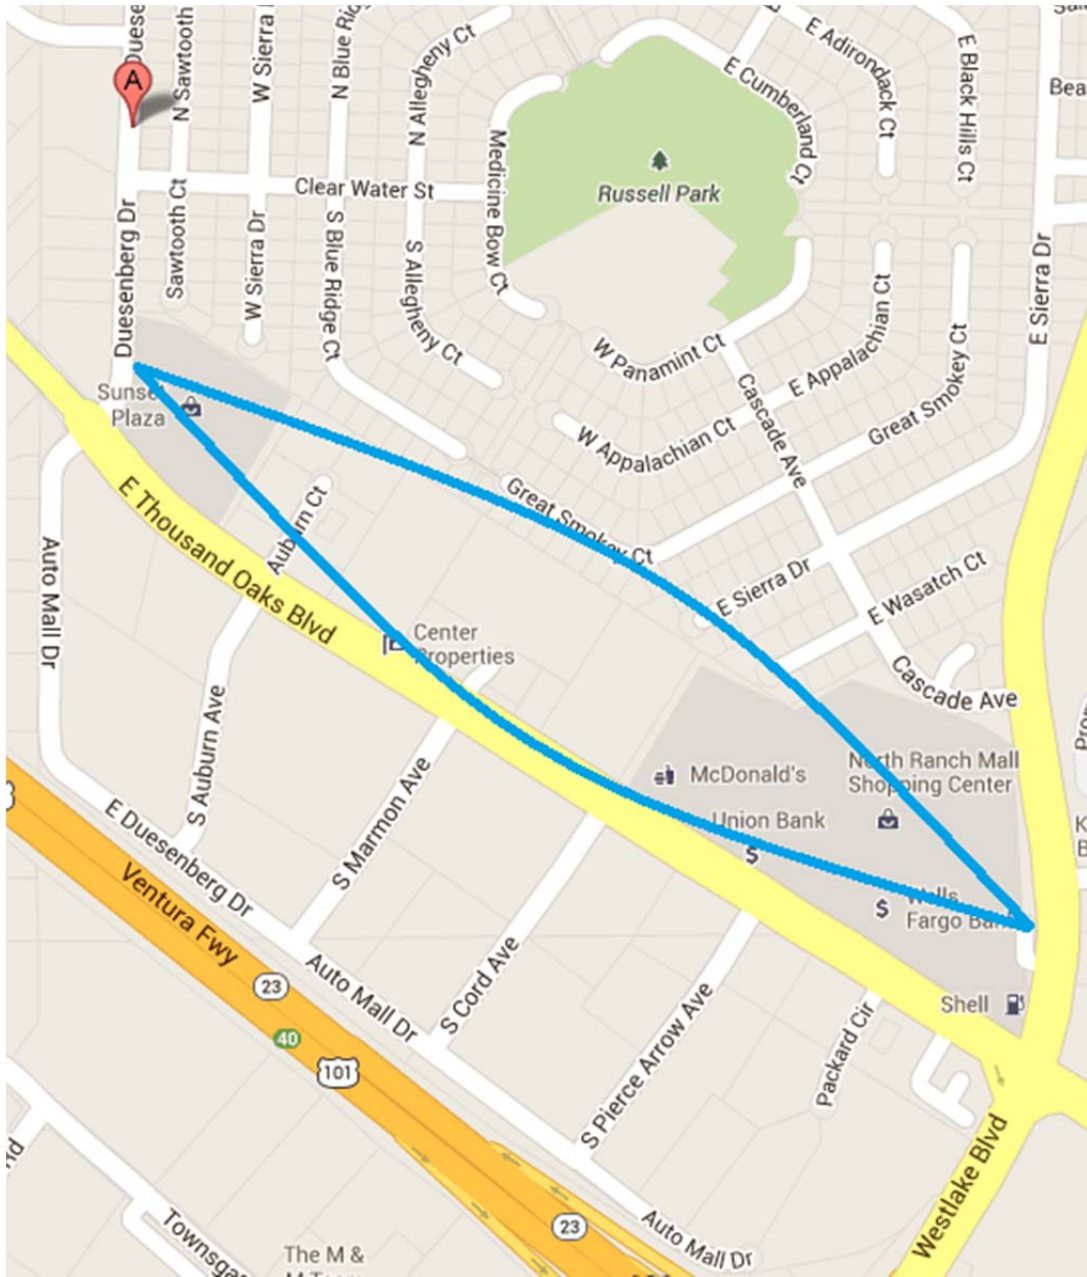 A
N Sawtooth
W Sierra
N Blue Ridg
N Allegheny Ct
E Adirondack Ct
E Black Hills Ct
E Cumberland Ct
Bea
Medicine Bow Ct
Russell Park
Clear Water St
Duesenberg Dr
Sawtooth Ct
W Sierra Dr
S Blue Ridge Ct
S Allegheny Ct
E Sierra Dr
W Panamint Ct
E Appalachian Ct
Great Smokey Ct
Cascade Ave
W Appalachian Ct
Sunset
Plaza
Great Smokey Ct
Auburn Ct
E Thousand Oaks Blvd
Auto Mall Dr
E Sierra Dr
E Wasatch Ct
Center
Properties
Cascade Ave
S Auburn Ave
North Ranch Mall
Shopping Center
McDonald's
Union Bank
$
S Marmon Ave
E Duesenberg Dr
Ventura Fwy
$
Wells
Fargo Bank
23
Auto Mall Dr
S Cord Ave
40
101
Shell
S Pierce Arrow Ave
Packard Cir
Westlake Blvd
23
Auto Mall Dr
Townsga
The M &